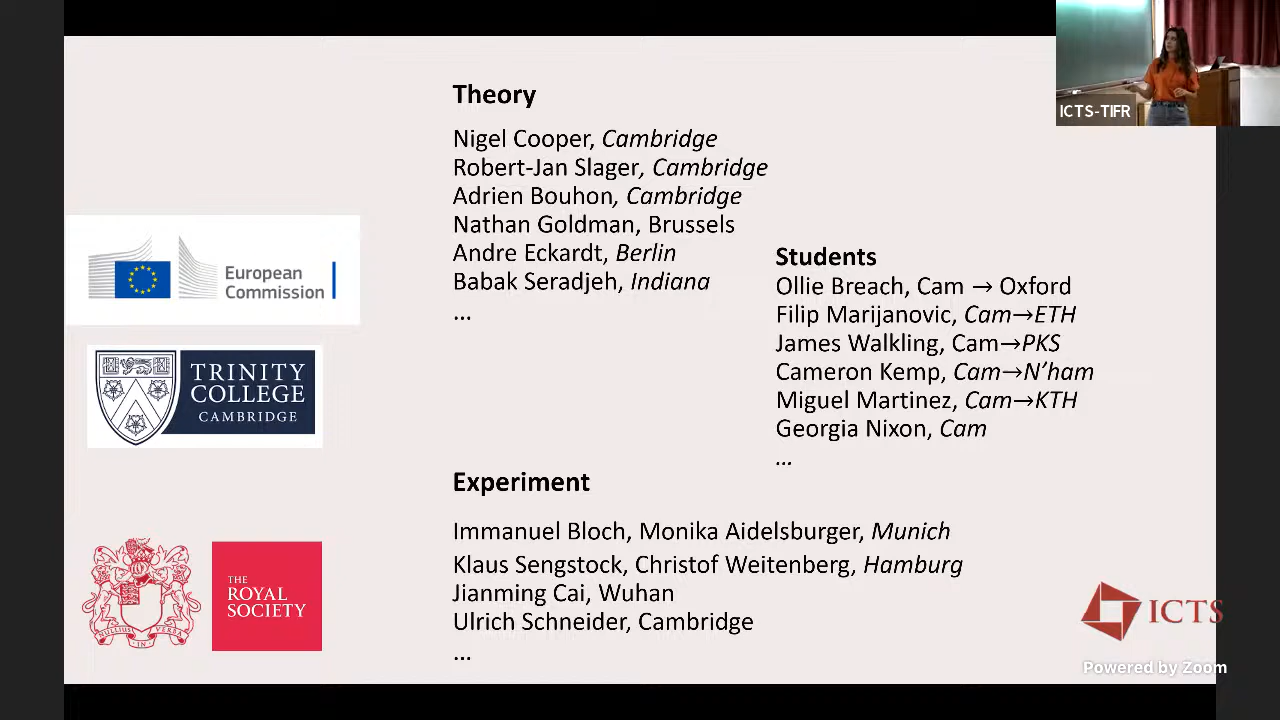 Theory
Nigel Cooper, Cambridge
Robert-Jan Slager, Cambridge
Adrien Bouhon, Cambridge
Nathan Goldman, Brussels
Andre Eckardt, Berlin
Babak Seradjeh, Indiana
...
Students
Ollie Breach, Cam → Oxford
Filip Marijanovic, Cam→ETH
James Walkling, Cam→PKS
Cameron Kemp, Cam→N'ham
Miguel Martinez, Cam→KTH
Georgia Nixon, Cam
...
Experiment
Immanuel Bloch, Monika Aidelsburger, Munich
Klaus Sengstock, Christof Weitenberg, Hamburg
Jianming Cai, Wuhan
Ulrich Schneider, Cambridge
...
European
Commission
TRINITY
COLLEGE
CAMBRIDGE
NULLIUS IN VERBA
THE
ROYAL
SOCIETY
ICTS-TIFR
ICTS
Powered by Zoom